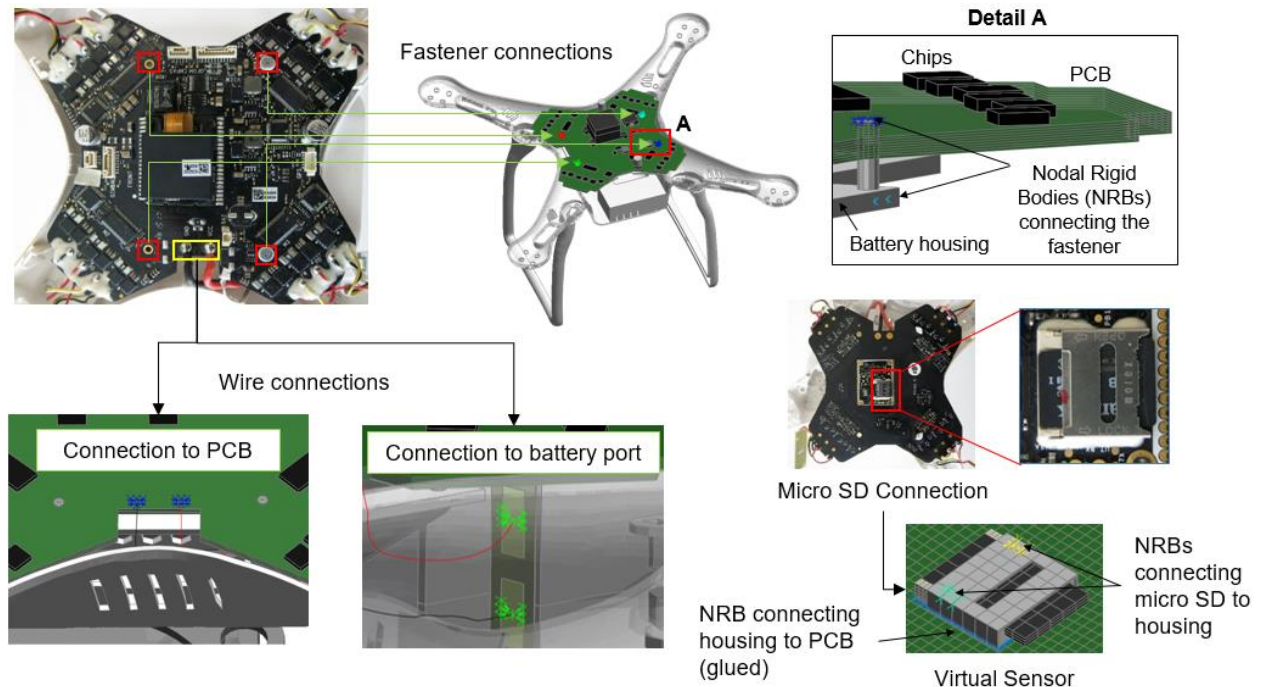 Fastener connections
A
Detail A
Chips
PCB
Nodal Rigid
Bodies (NRBs)
connecting the
fastener
Battery housing
Wire connections
Connection to PCB
Connection to battery port
Micro SD Connection
NRB connecting
housing to PCB
(glued)
NRBs
connecting
micro SD to
housing
Virtual Sensor